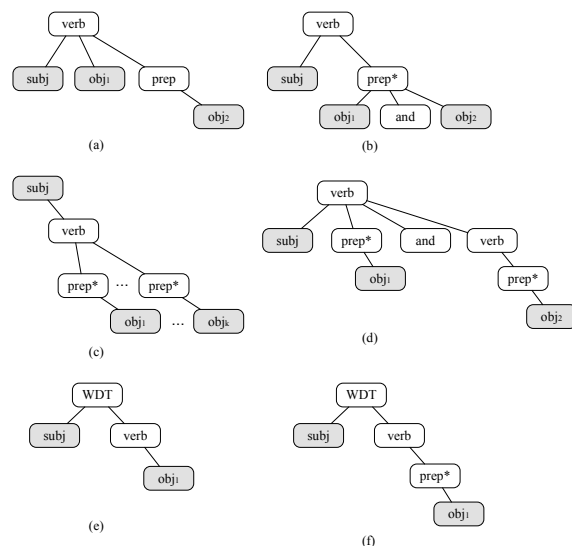 verb verb
subj obj1 prep subj prep*
obj2 obj1 and obj2
(a) (b)
subj
verb
verb
subj prep* and verb
prep* ... prep*
obj1 prep*
obj1 ... objk
obj2
(c) (d)
WDT WDT
subj verb subj verb
obj1 prep*
obj1
(e) (f)